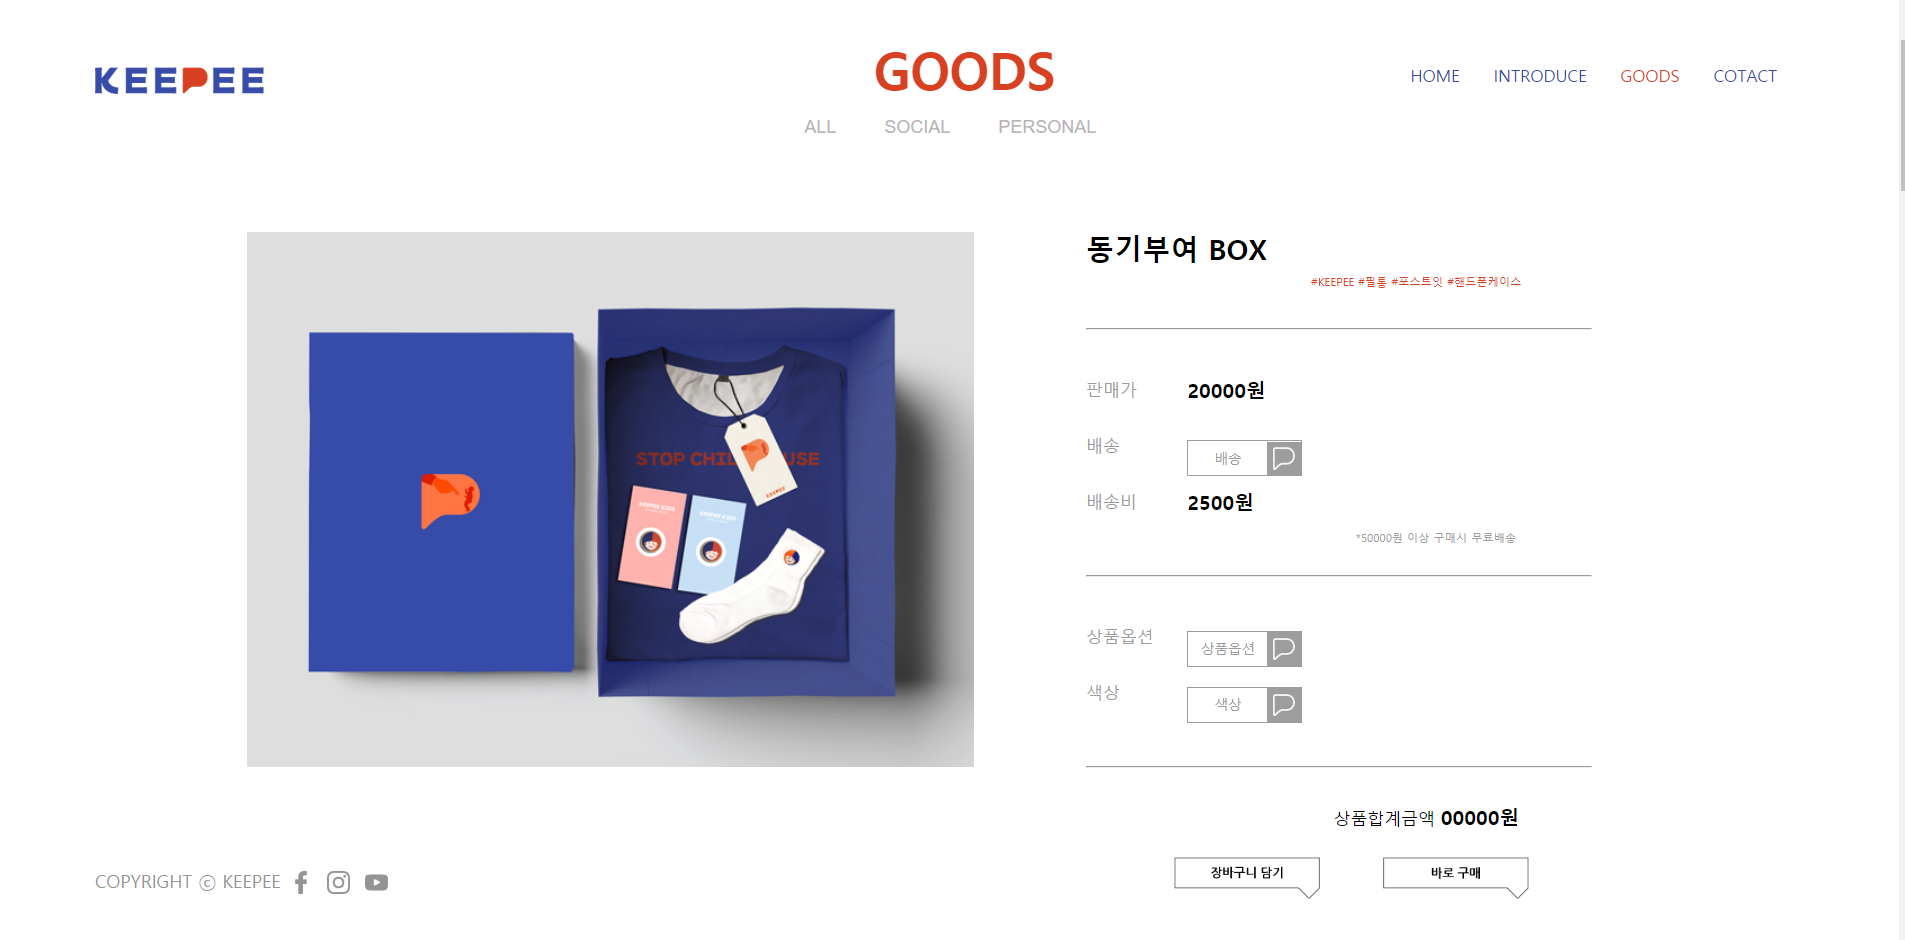 KEEPEE
GOODS
HOME INTRODUCE GOODS COTACT
ALL SOCIAL PERSONAL
동기부여 BOX
#KEEPEE #필통 #포스트잇 #핸드폰케이스
STOP CHIL USE
KEEPEE
KEEPEE KIDS
KEEPEE KIDS
판매가 20000원
배송 배송
배송비 2500원
*50000원 이상 구매시 무료배송
상품옵션 상품옵션
색상 색상
상품합계금액 00000원
장바구니 담기 바로 구매
COPYRIGHT ⓒ KEEPEE